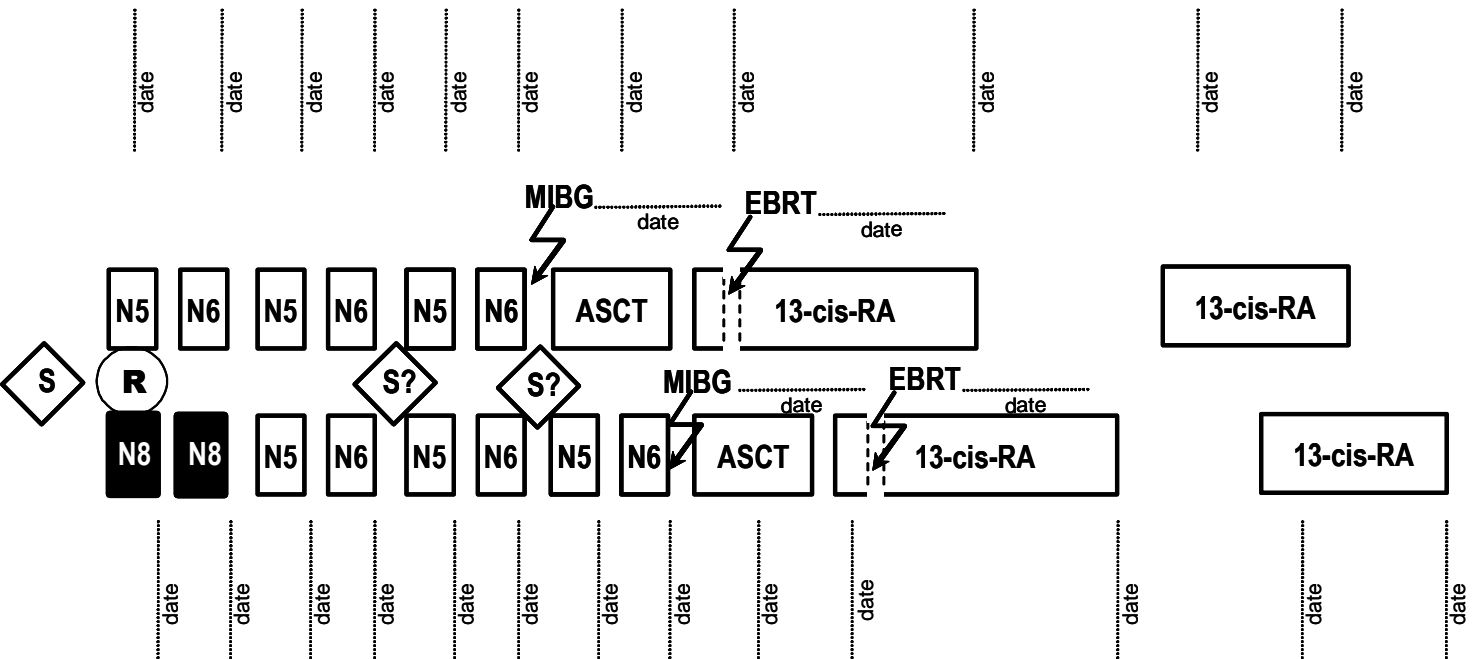 date date date date date date date date date date date
MIBG
date
EBRT
date
N5 N6 N5 N6 N5 N6 ASCT 13-cis-RA 13-cis-RA
S R S? S?
MIBG
date
EBRT
date
N8 N8 N5 N6 N5 N6 N5 N6 ASCT 13-cis-RA 13-cis-RA
date date date date date date date date date date date date date